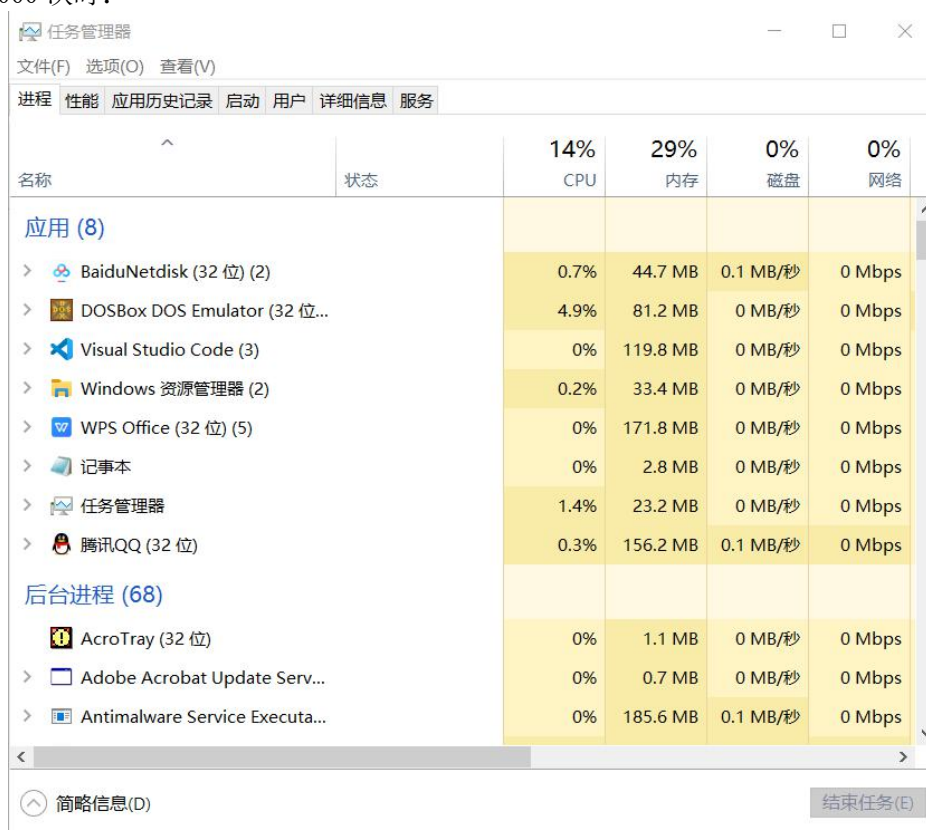 任务管理器
文件(F) 选项(O) 查看(V)
进程 性能 应用历史记录 启动 用户 详细信息 服务
14% 29% 0% 0%
名称 状态 CPU 内存 磁盘 网络
应用 (8)
BaiduNetdisk (32 位) (2) 0.7% 44.7 MB 0.1 MB/秒 0 Mbps
DOSBox DOS Emulator (32 位... 4.9% 81.2 MB 0 MB/秒 0 Mbps
Visual Studio Code (3) 0% 119.8 MB 0 MB/秒 0 Mbps
Windows 资源管理器 (2) 0.2% 33.4 MB 0 MB/秒 0 Mbps
WPS Office (32 位) (5) 0% 171.8 MB 0 MB/秒 0 Mbps
记事本 0% 2.8 MB 0 MB/秒 0 Mbps
任务管理器 1.4% 23.2 MB 0 MB/秒 0 Mbps
腾讯QQ (32 位) 0.3% 156.2 MB 0.1 MB/秒 0 Mbps
后台进程 (68)
AcroTray (32 位) 0% 1.1 MB 0 MB/秒 0 Mbps
Adobe Acrobat Update Serv... 0% 0.7 MB 0 MB/秒 0 Mbps
Antimalware Service Executa... 0% 185.6 MB 0.1 MB/秒 0 Mbps
简略信息(D) 结束任务(E)